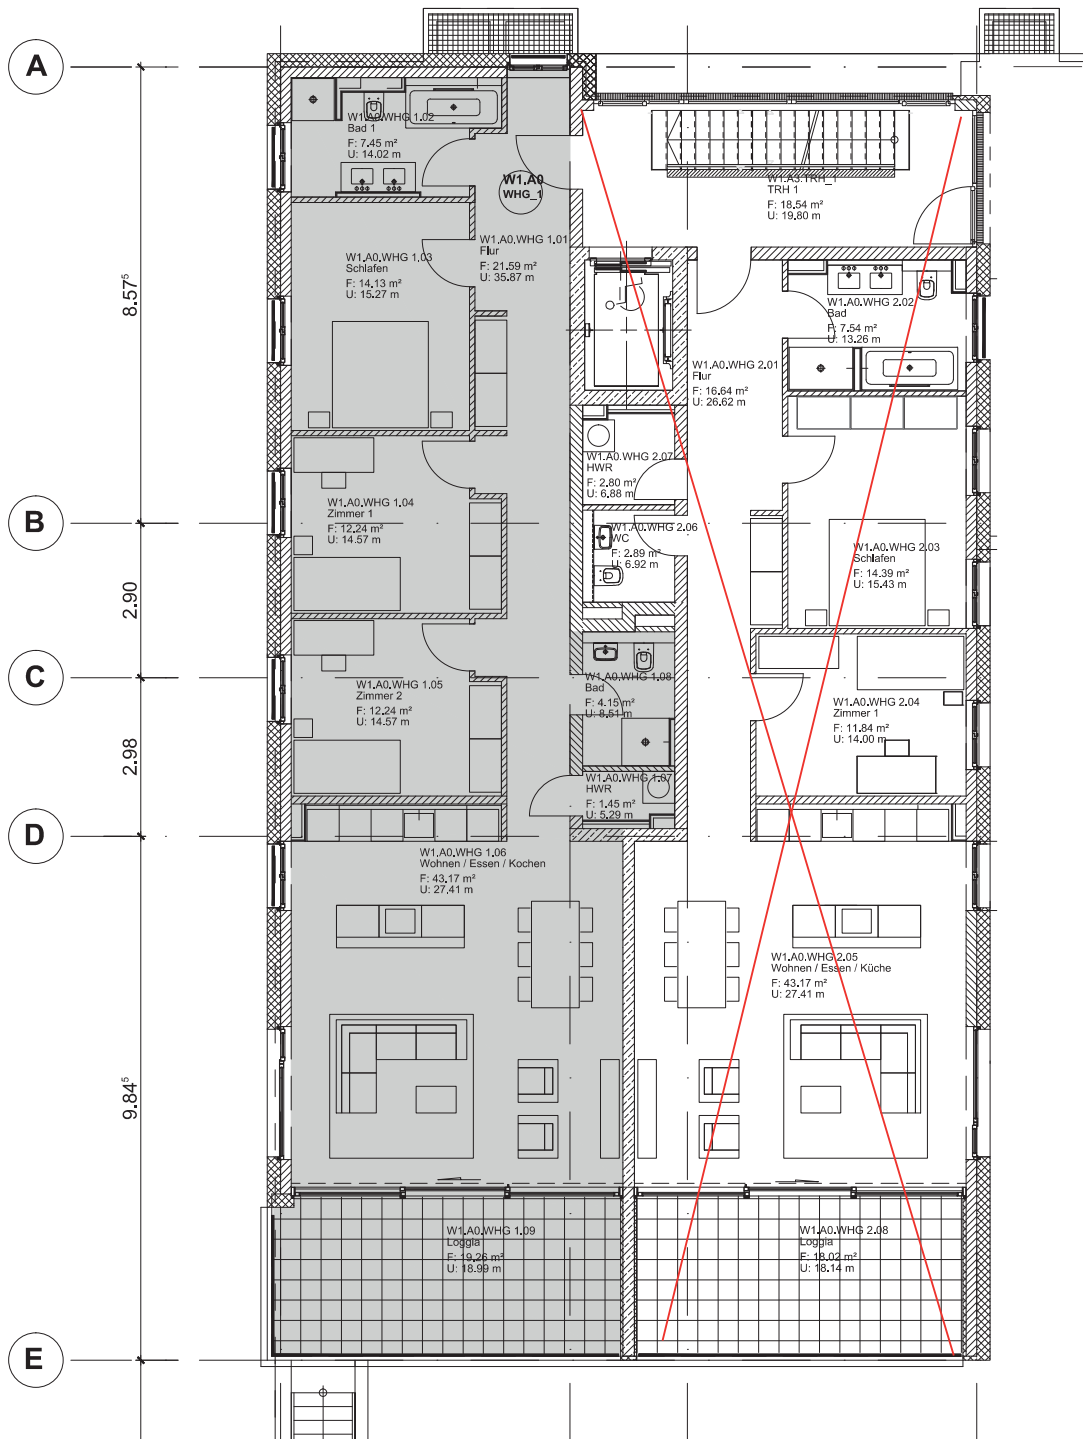 A
W1.A0.WHG 1.02
Bad 1
F: 7.45 m²
U: 14.02 m
W1.A0
WHG_1
W1.A3.TRH_1
TRH 1
F: 18.54 m²
U: 19.80 m
W1.A0.WHG 1.01
Flur
F: 21.59 m²
U: 35.87 m
W1.A0.WHG 1.03
Schlafen
F: 14.13 m²
U: 15.27 m
8.57⁵
W1.A0.WHG 2.02
Bad
F: 7.54 m²
U: 13.26 m
W1.A0.WHG 2.01
Flur
F: 16.64 m²
U: 26.62 m
W1.A0.WHG 2.07
HWR
F: 2.80 m²
U: 6.88 m
B
W1.A0.WHG 1.04
Zimmer 1
F: 12.24 m²
U: 14.57 m
W1.A0.WHG 2.06
WC
F: 2.89 m²
U: 6.92 m
W1.A0.WHG 2.03
Schlafen
F: 14.39 m²
U: 15.43 m
2.90
C
W1.A0.WHG 1.05
Zimmer 2
F: 12.24 m²
U: 14.57 m
W1.A0.WHG 1.08
Bad
F: 4.15 m²
U: 8.51 m
W1.A0.WHG 2.04
Zimmer 1
F: 11.84 m²
U: 14.00 m
2.98
W1.A0.WHG 1.07
HWR
F: 1.45 m²
U: 5.29 m
D
W1.A0.WHG 1.06
Wohnen / Essen / Kochen
F: 43.17 m²
U: 27.41 m
W1.A0.WHG 2.05
Wohnen / Essen / Küche
F: 43.17 m²
U: 27.41 m
9.84⁵
W1.A0.WHG 1.09
Loggia
F: 19.26 m²
U: 18.99 m
W1.A0.WHG 2.08
Loggia
F: 18.02 m²
U: 18.14 m
E